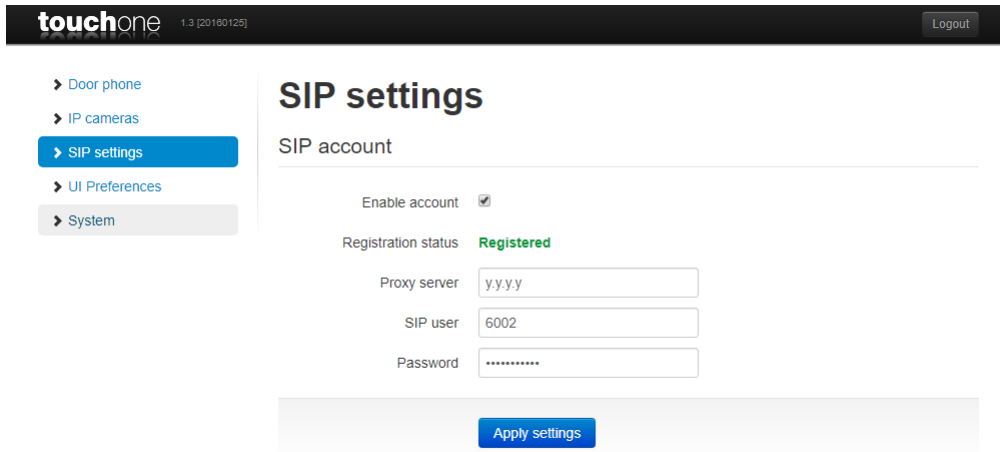 touchone 1.3 [20160125] Logout
Door phone
IP cameras
SIP settings
UI Preferences
System
SIP settings
SIP account
Enable account
Registration status Registered
Proxy server y.y.y.y
SIP user 6002
Password •••••••••••
Apply settings